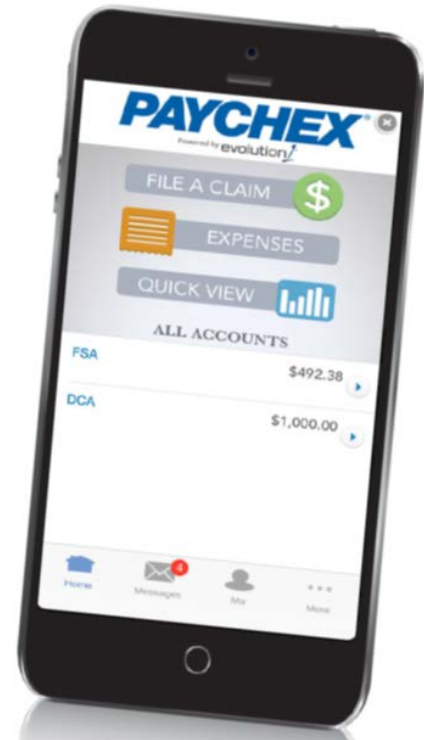 PAYCHEX®
Powered by evolution1
FILE A CLAIM $
EXPENSES
QUICK VIEW
ALL ACCOUNTS
FSA $492.38
DCA $1,000.00
4
Home Messages Me More